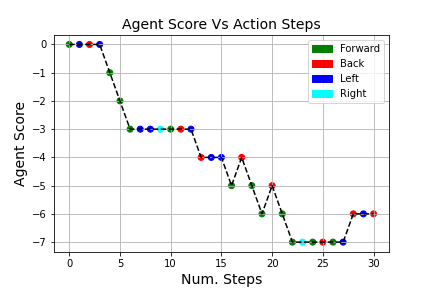 Agent Score Vs Action Steps
Agent Score
0
−1
−2
−3
−4
−5
−6
−7
Forward
Back
Left
Right
0 5 10 15 20 25 30
Num. Steps